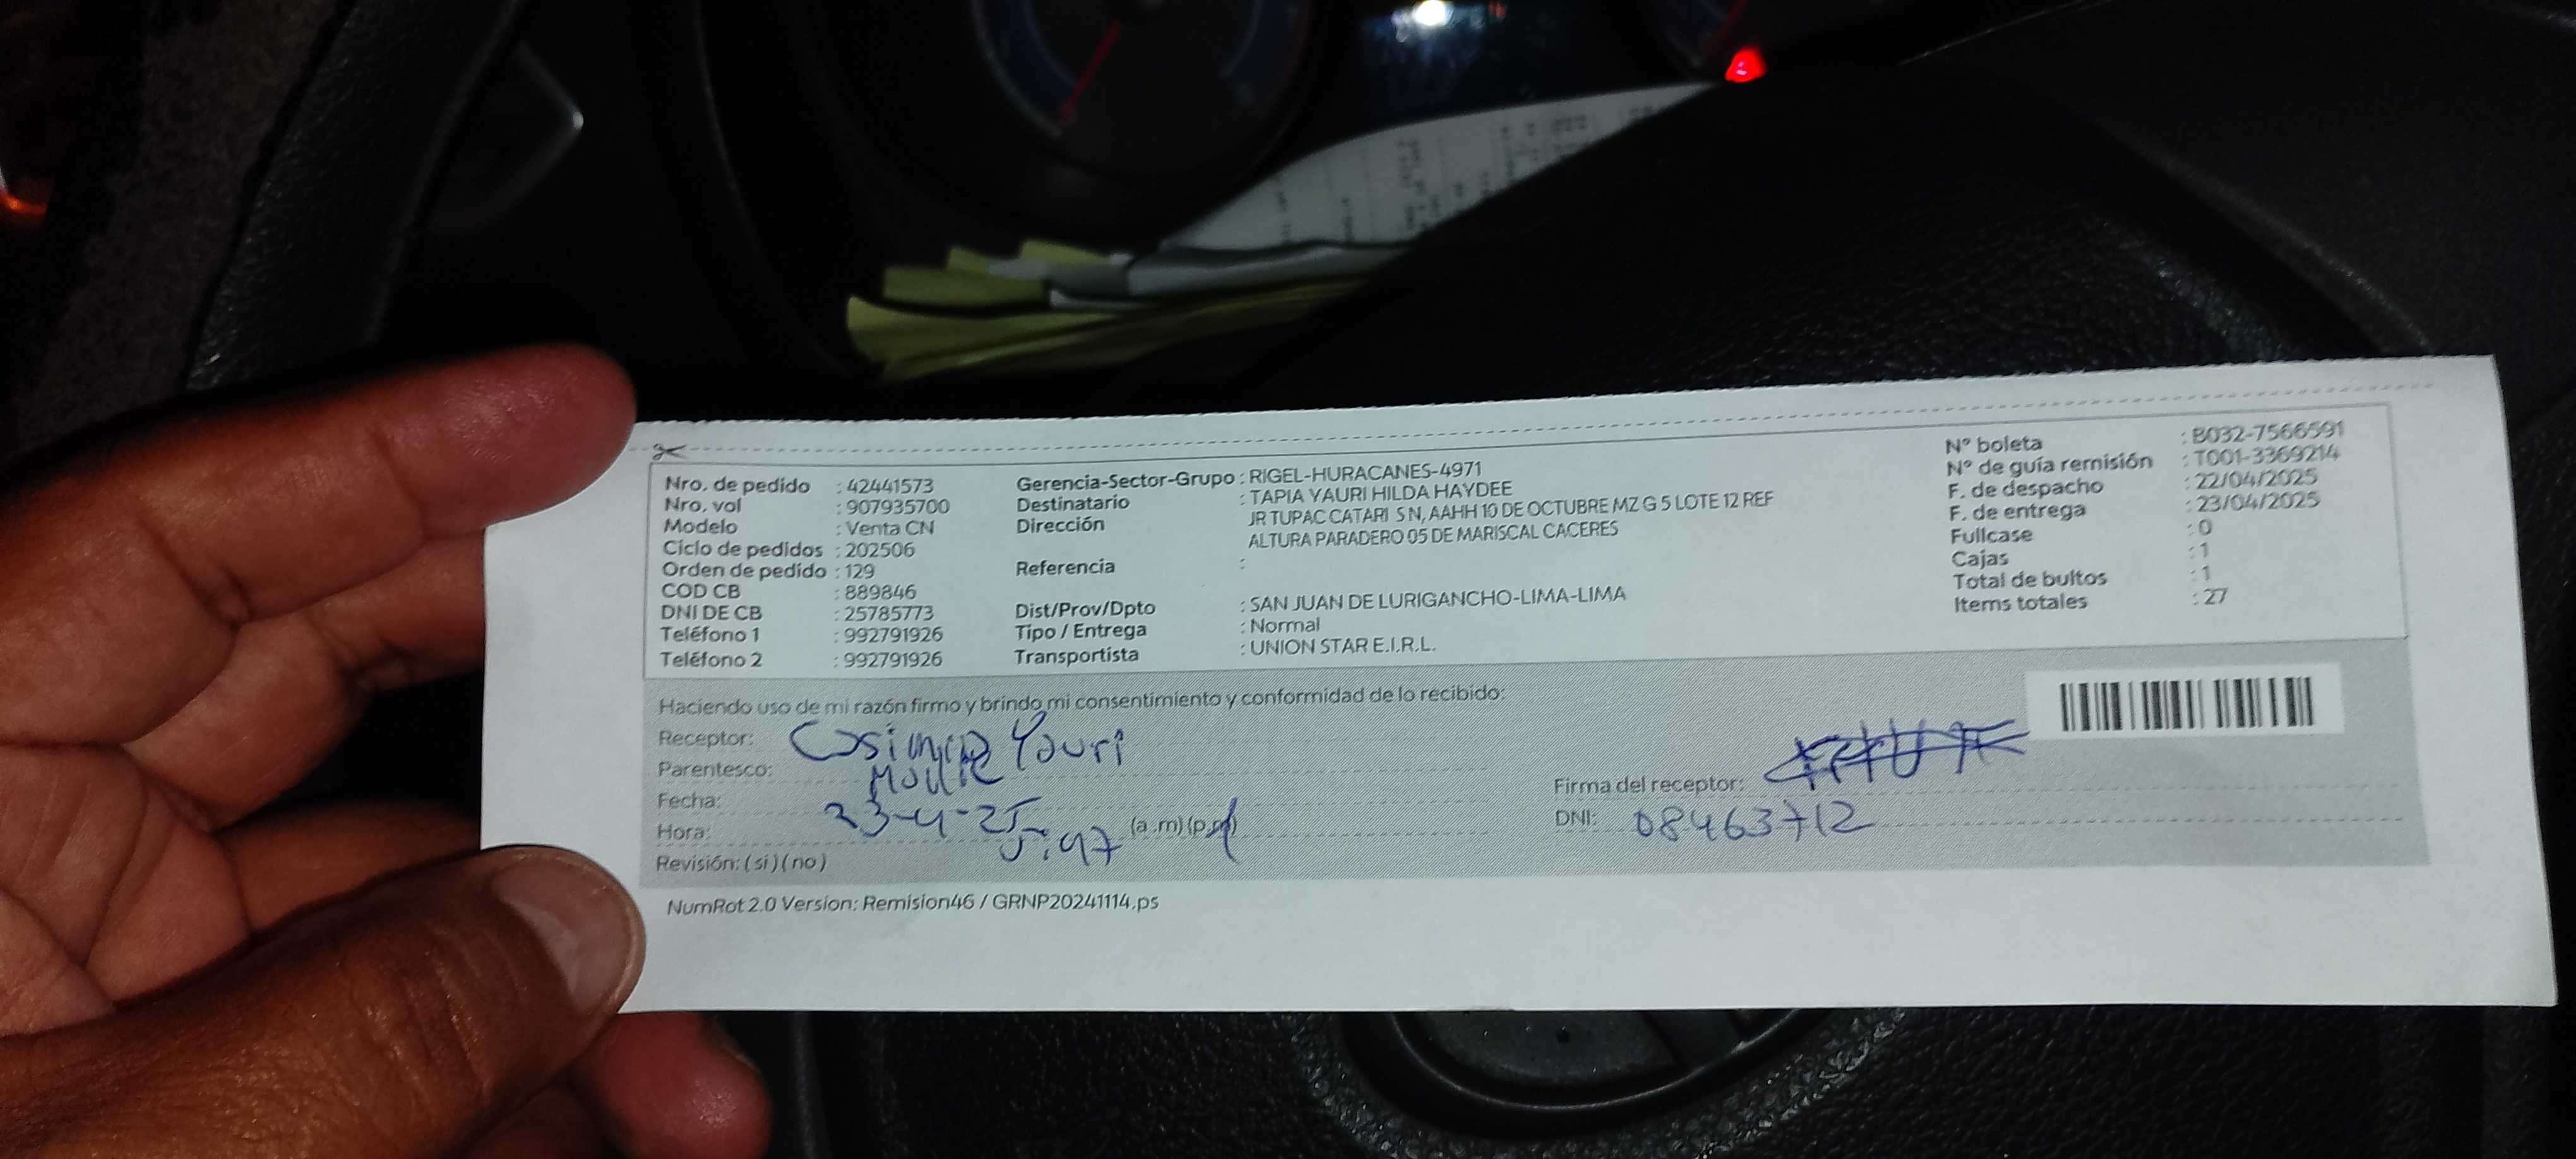 Nro. de pedido : 42441573
Nro. vol : 907935700
Modelo : Venta CN
Ciclo de pedidos : 202506
Orden de pedido : 129
COD CB : 889846
DNI DE CB : 25785773
Teléfono 1 : 992791926
Teléfono 2 : 992791926
Gerencia-Sector-Grupo : RIGEL-HURACANES-4971
Destinatario : TAPIA YAURI HILDA HAYDEE
Dirección JR TUPAC CATARI S N, AAHH 10 DE OCTUBRE MZ G 5 LOTE 12 REF
ALTURA PARADERO 05 DE MARISCAL CACERES
Referencia :
Dist/Prov/Dpto : SAN JUAN DE LURIGANCHO-LIMA-LIMA
Tipo / Entrega : Normal
Transportista : UNION STAR E.I.R.L.
N° boleta : B032-7566591
N° de guía remisión : T001-3369214
F. de despacho : 22/04/2025
F. de entrega : 23/04/2025
Fullcase : 0
Cajas : 1
Total de bultos : 1
Items totales : 27
Haciendo uso de mi razón firmo y brindo mi consentimiento y conformidad de lo recibido:
Receptor: Yauri
Parentesco:
Fecha: 23-4-25
Hora: 5:47 (a.m) (p.m)
Revisión: ( si ) ( no )
Firma del receptor:
DNI: 08463712
NumRot 2.0 Version: Remision46 / GRNP20241114.ps